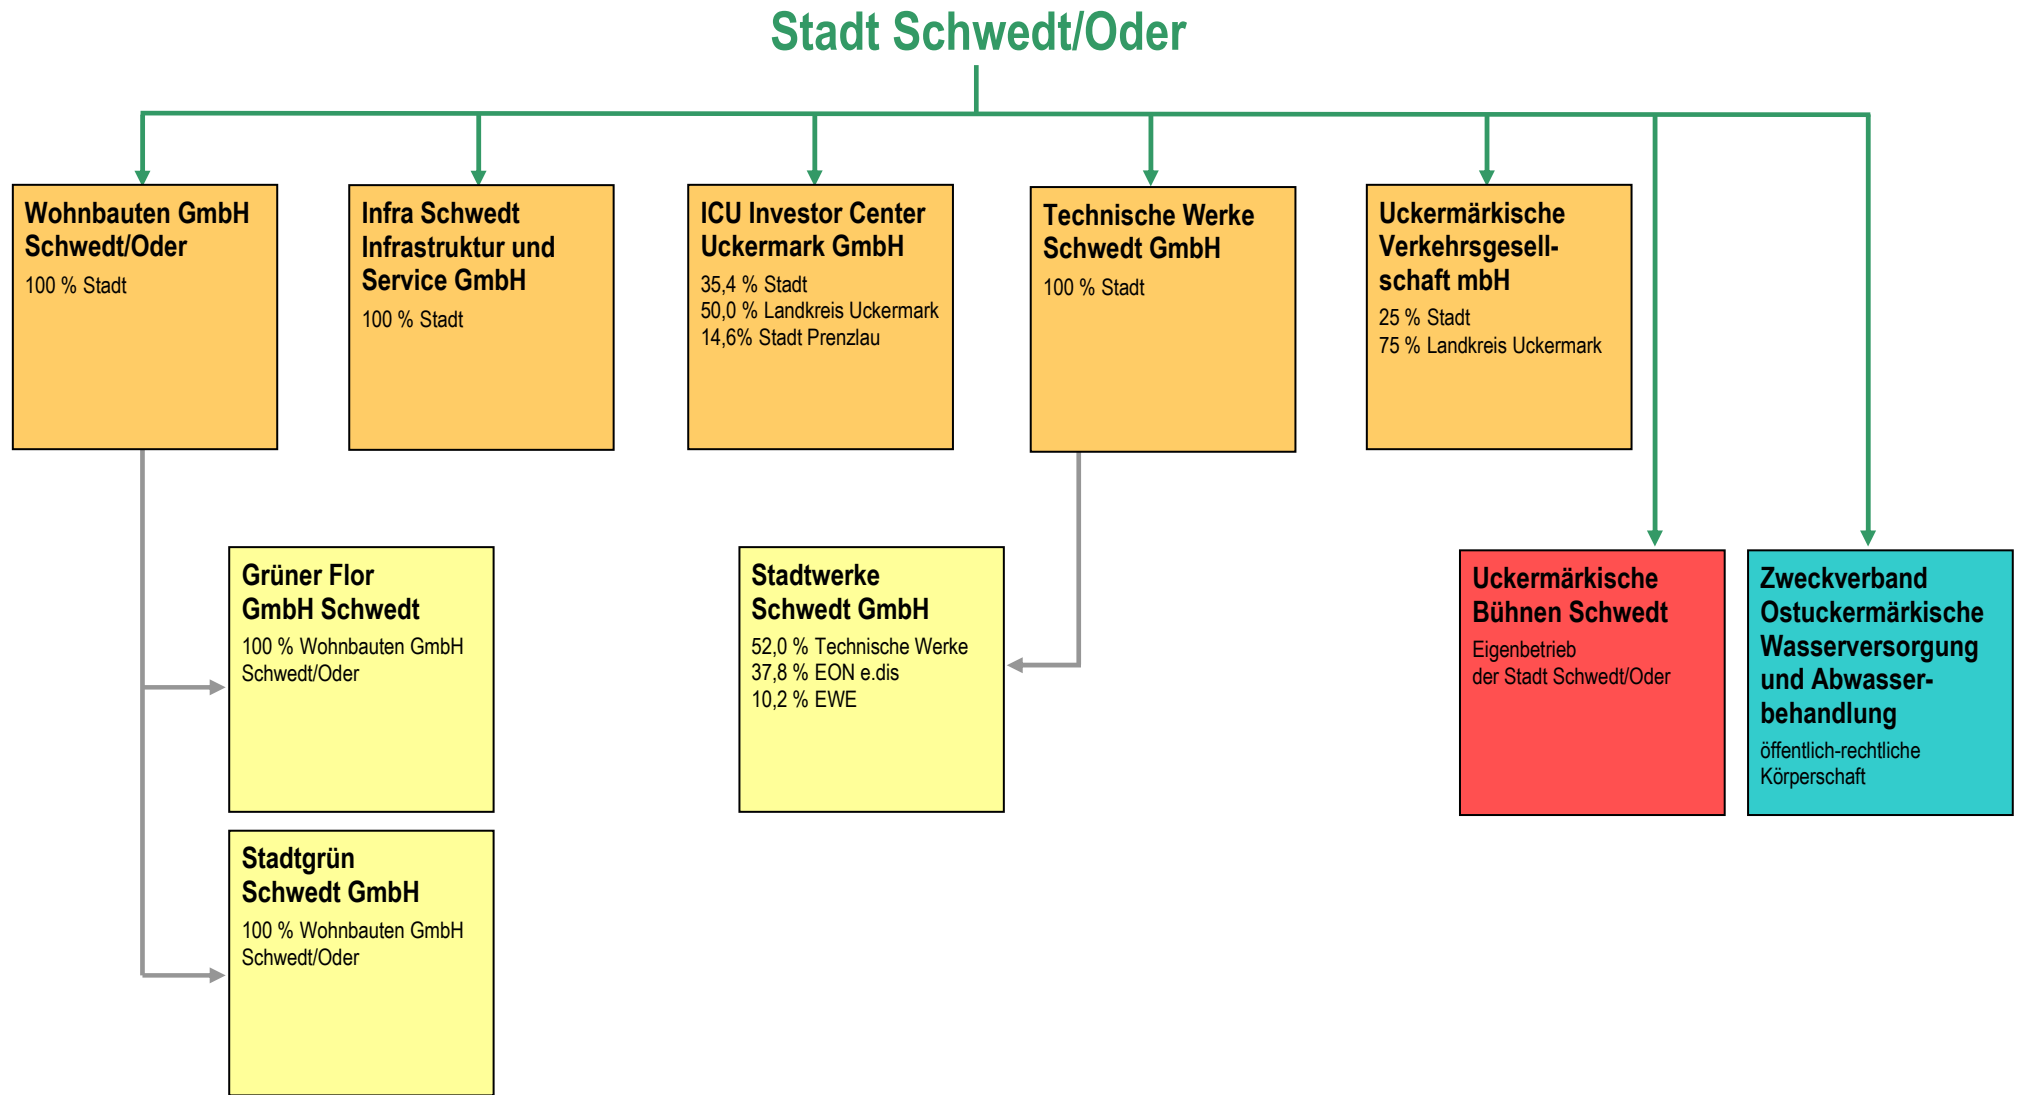 Stadt Schwedt/Oder
Wohnbauten GmbH
Schwedt/Oder
100 % Stadt
Infra Schwedt
Infrastruktur und
Service GmbH
100 % Stadt
ICU Investor Center
Uckermark GmbH
35,4 % Stadt
50,0 % Landkreis Uckermark
14,6% Stadt Prenzlau
Technische Werke
Schwedt GmbH
100 % Stadt
Uckermärkische
Verkehrsgesell-
schaft mbH
25 % Stadt
75 % Landkreis Uckermark
Grüner Flor
GmbH Schwedt
100 % Wohnbauten GmbH
Schwedt/Oder
Stadtwerke
Schwedt GmbH
52,0 % Technische Werke
37,8 % EON e.dis
10,2 % EWE
Uckermärkische
Bühnen Schwedt
Eigenbetrieb
der Stadt Schwedt/Oder
Zweckverband
Ostuckermärkische
Wasserversorgung
und Abwasser-
behandlung
öffentlich-rechtliche
Körperschaft
Stadtgrün
Schwedt GmbH
100 % Wohnbauten GmbH
Schwedt/Oder